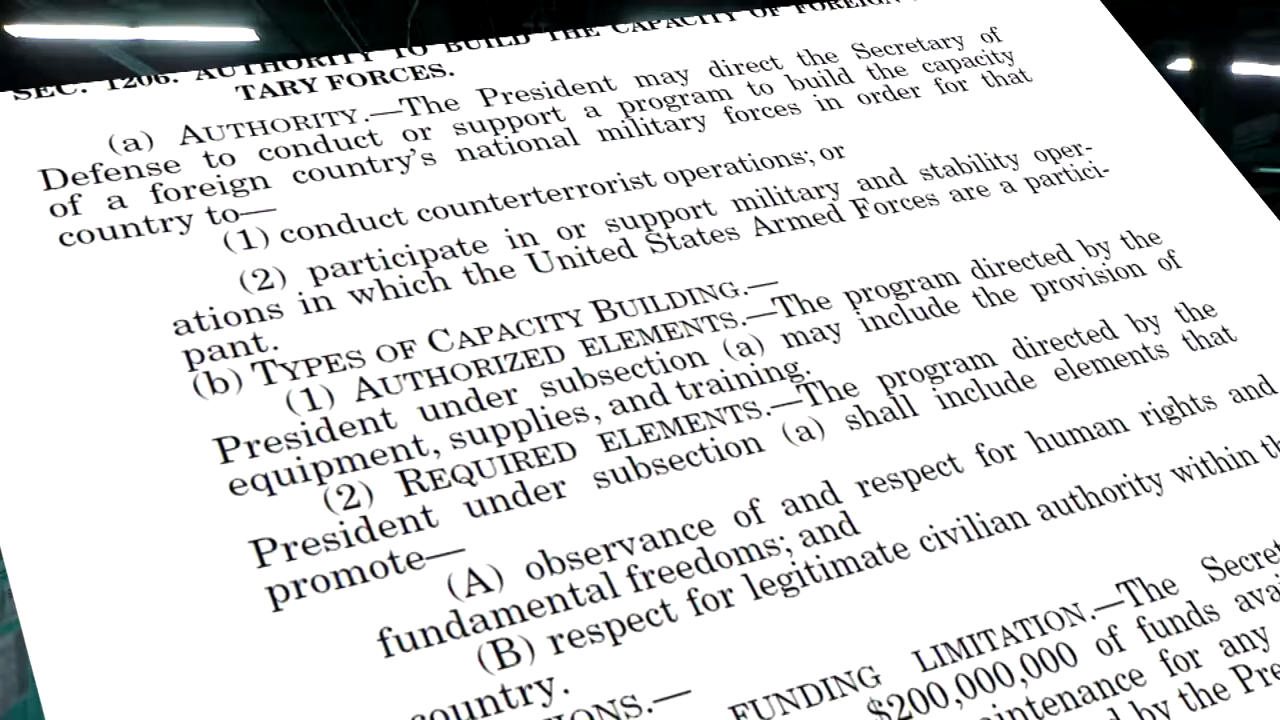 SEC. 1206. AUTHORITY TO BUILD THE CAPACITY OF FOREIGN
TARY FORCES.
(a) AUTHORITY.—The President may direct the Secretary of
Defense to conduct or support a program to build the capacity
of a foreign country's national military forces in order for that
country to—
(1) conduct counterterrorist operations; or
(2) participate in or support military and stability oper-
ations in which the United States Armed Forces are a partici-
pant.
(b) TYPES OF CAPACITY BUILDING.—
(1) AUTHORIZED ELEMENTS.—The program directed by the
President under subsection (a) may include the provision of
equipment, supplies, and training.
(2) REQUIRED ELEMENTS.—The program directed by the
President under subsection (a) shall include elements that
promote—
(A) observance of and respect for human rights and
fundamental freedoms; and
(B) respect for legitimate civilian authority within
country.
FUNDING LIMITATION.—The
$200,000,000 of funds
for any
by the